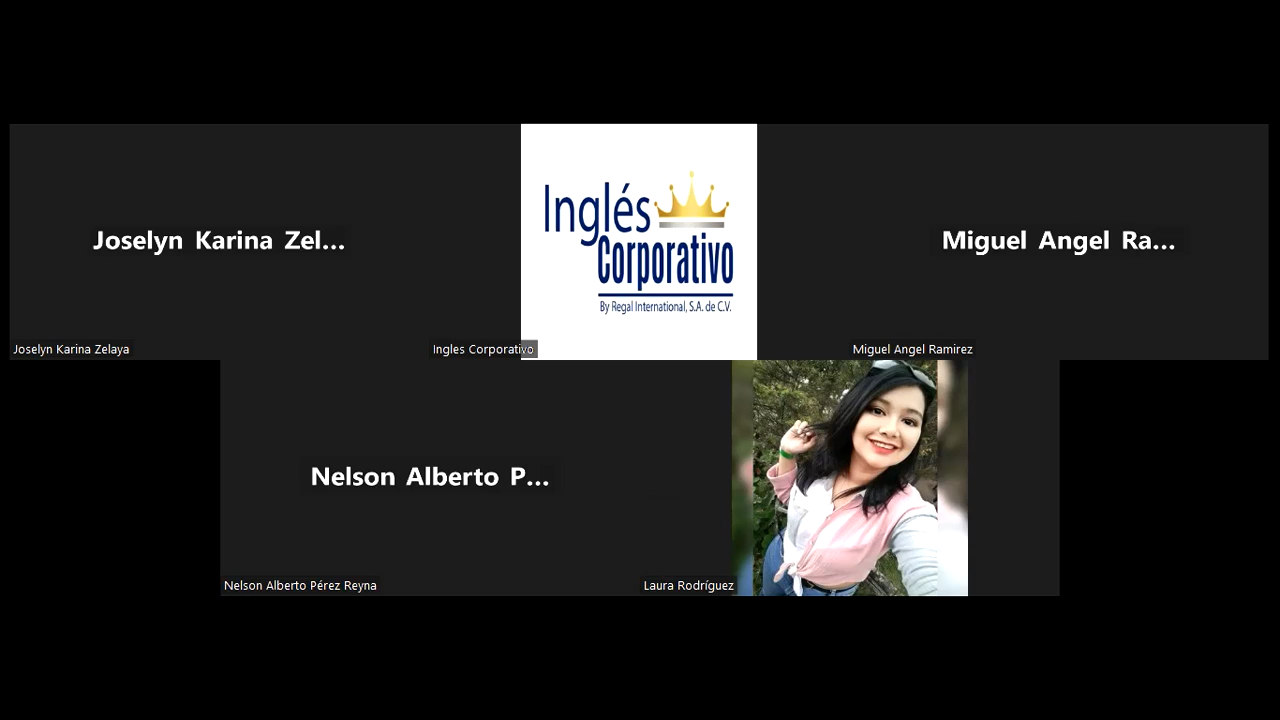 Joselyn Karina Zel...
Inglés
Corporativo
By Regal International, S.A. de C.V.
Miguel Angel Ra...
Joselyn Karina Zelaya
Ingles Corporativo
Miguel Angel Ramirez
Nelson Alberto P...
Nelson Alberto Pérez Reyna
Laura Rodríguez